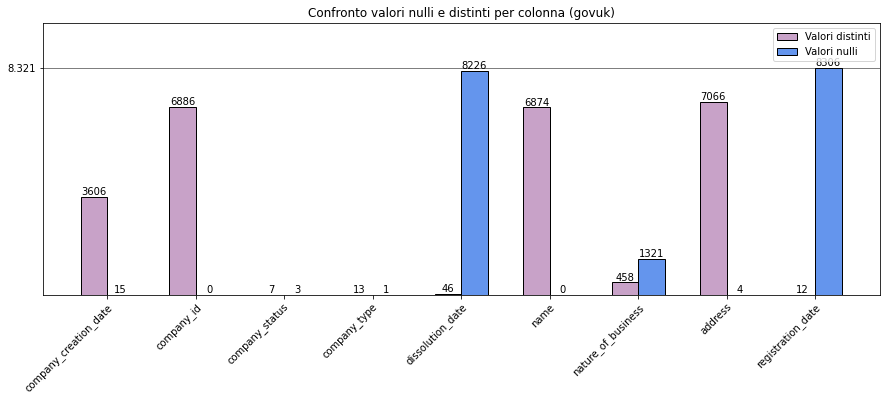 Confronto valori nulli e distinti per colonna (govuk)
Valori distinti
Valori nulli
8.321
3606
15
6886
0
7
3
13
1
46
8226
6874
0
458
1321
7066
4
12
8306
company_creation_date
company_id
company_status
company_type
dissolution_date
name
nature_of_business
address
registration_date